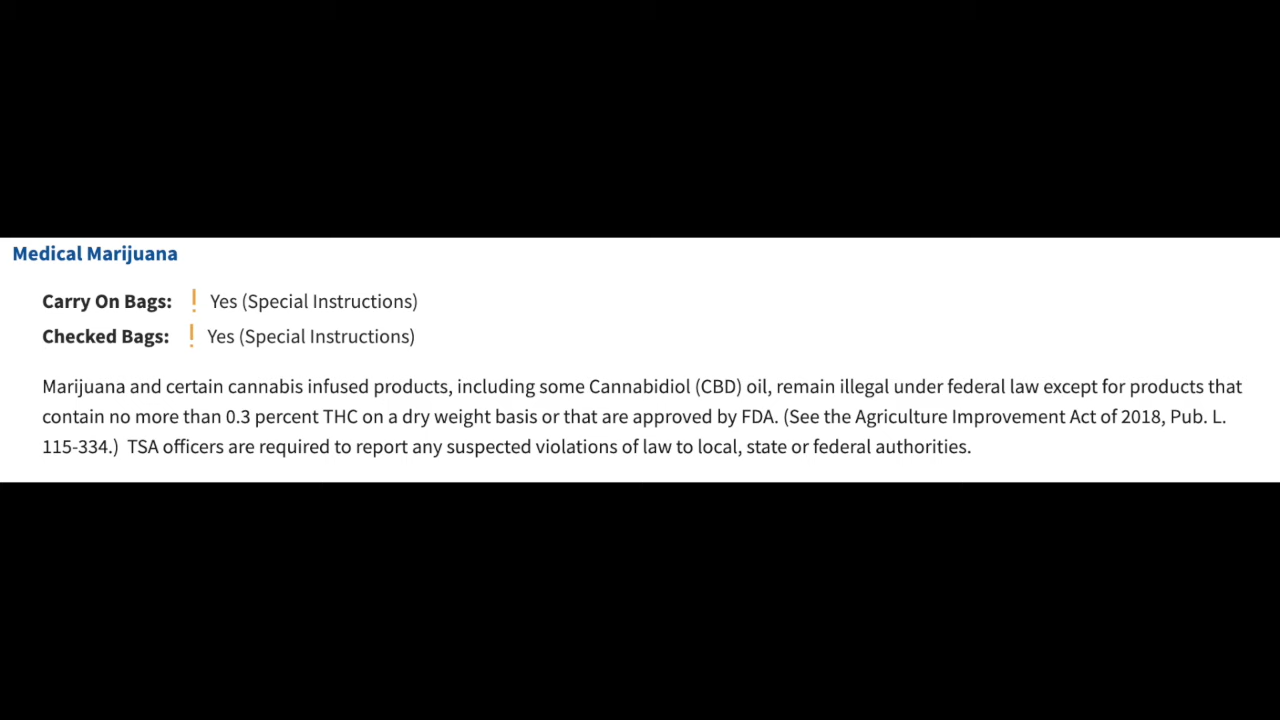 Medical Marijuana
Carry On Bags: ! Yes (Special Instructions)
Checked Bags: ! Yes (Special Instructions)
Marijuana and certain cannabis infused products, including some Cannabidiol (CBD) oil, remain illegal under federal law except for products that
contain no more than 0.3 percent THC on a dry weight basis or that are approved by FDA. (See the Agriculture Improvement Act of 2018, Pub. L.
115-334.)  TSA officers are required to report any suspected violations of law to local, state or federal authorities.